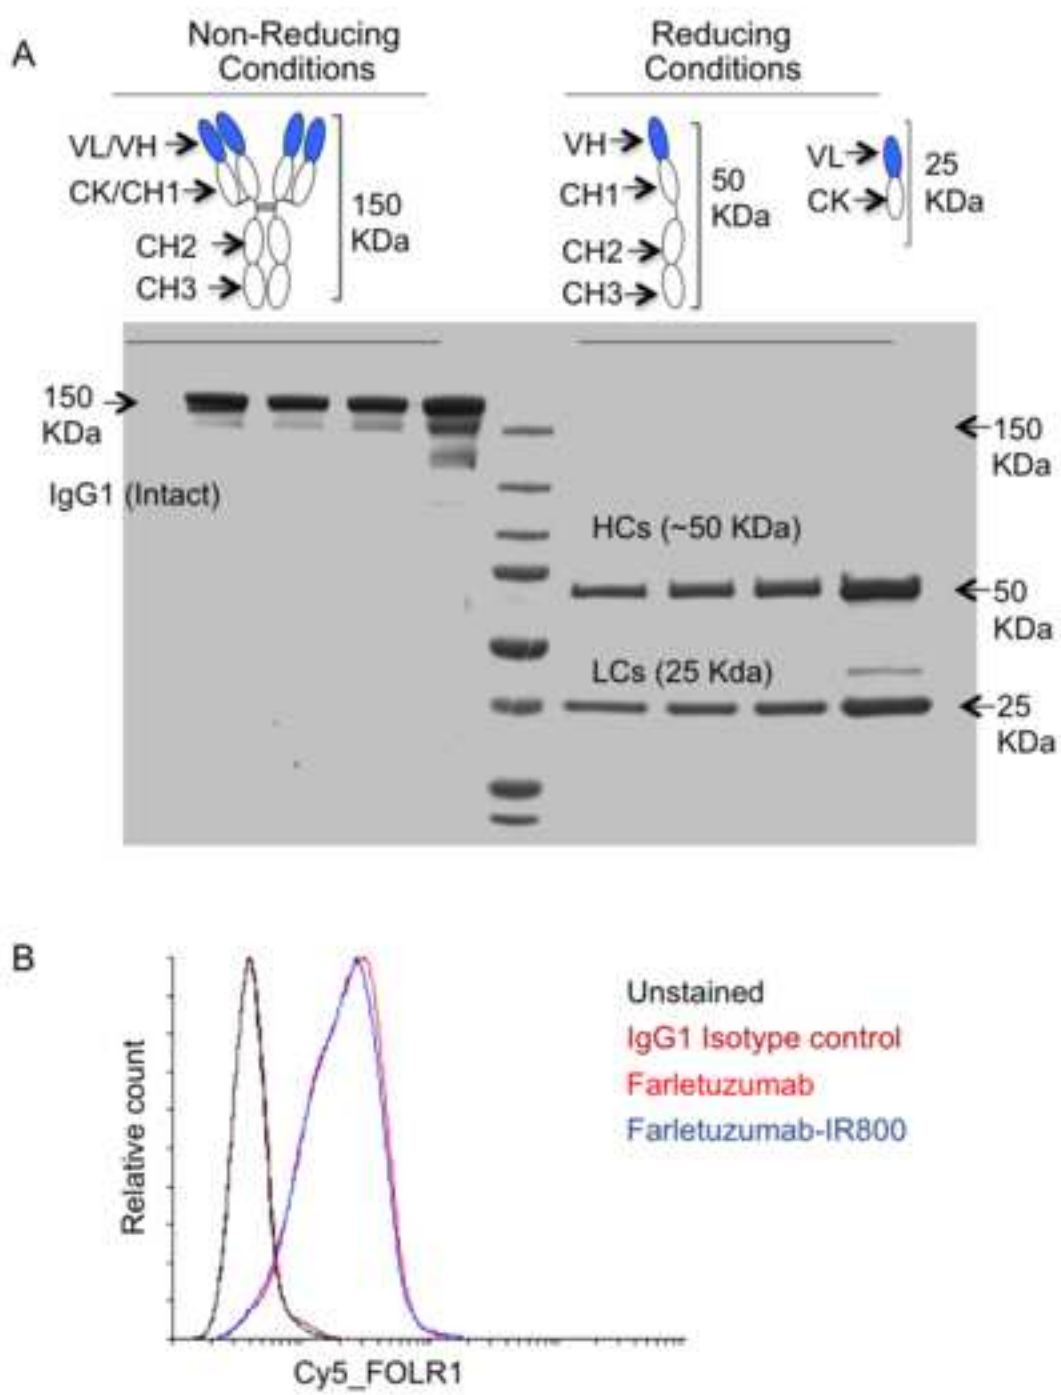 A
Non-Reducing
Conditions
Reducing
Conditions
VL/VH
CK/CH1
CH2
CH3
150
KDa
VH
CH1
CH2
CH3
50
KDa
VL
CK
25
KDa
150
KDa
IgG1 (Intact)
HCs (~50 KDa)
LCs (25 Kda)
150
KDa
50
KDa
25
KDa
B
Relative count
Cy5_FOLR1
Unstained
IgG1 Isotype control
Farletuzumab
Farletuzumab-IR800